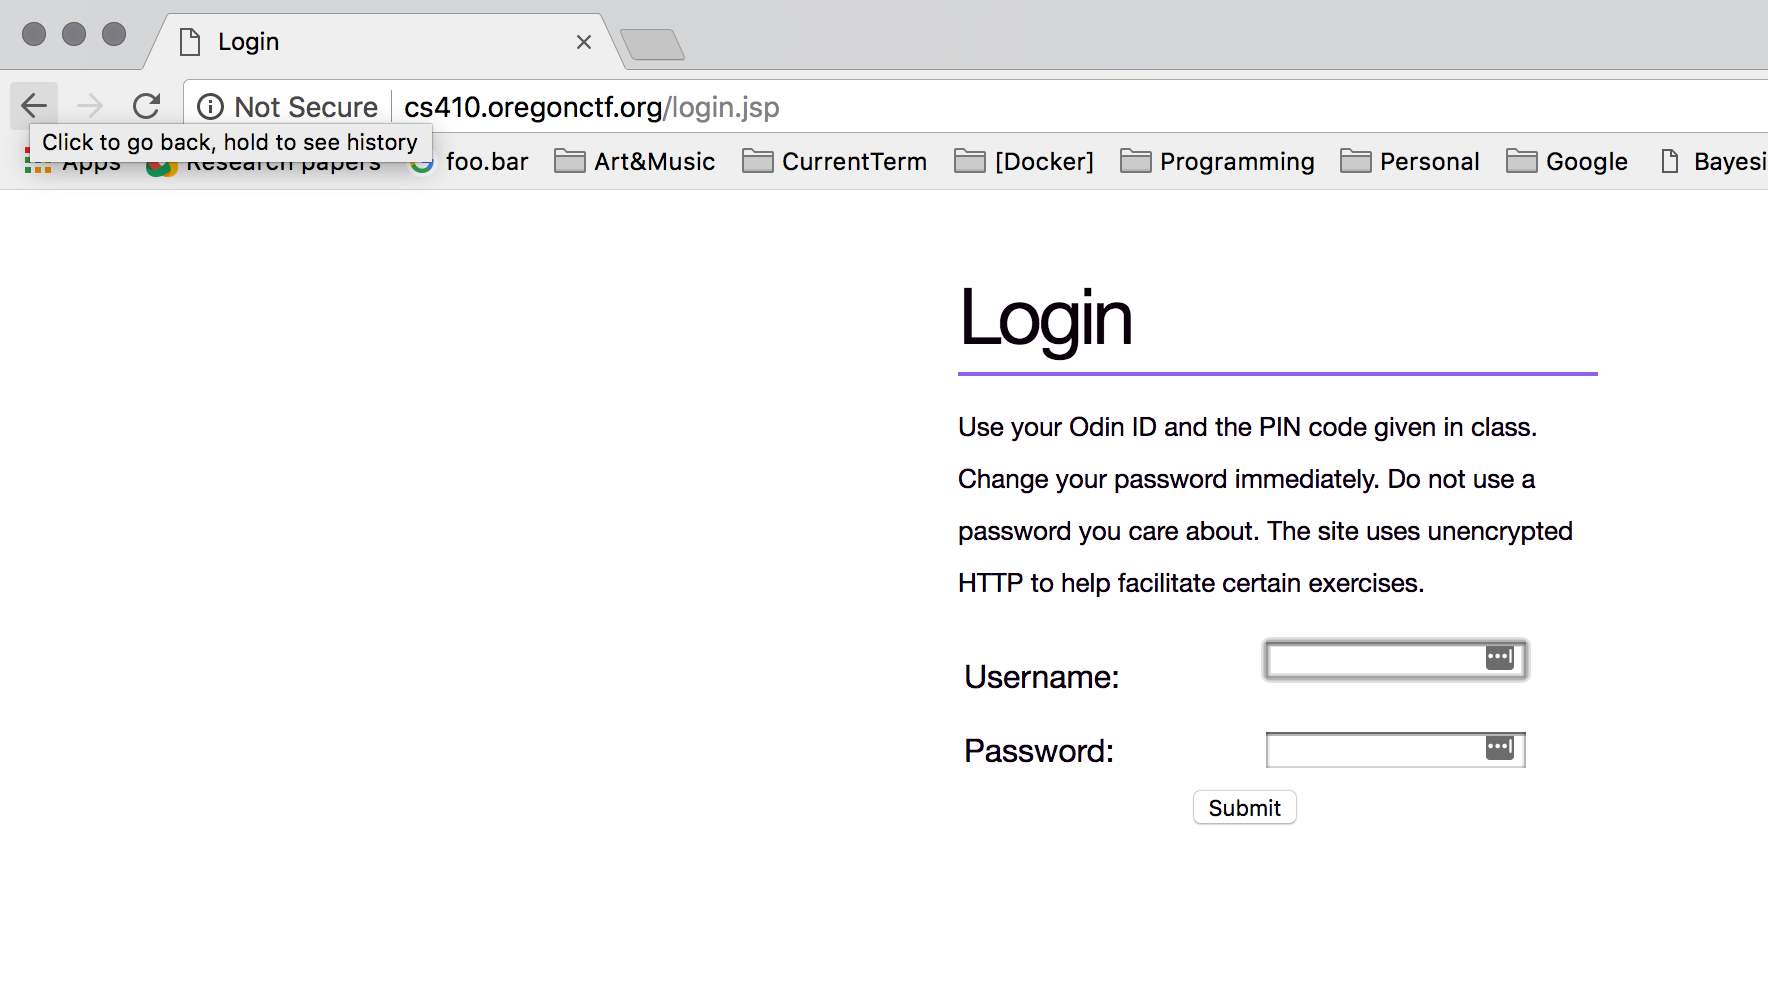 Login
Not Secure cs410.oregonctf.org/login.jsp
Click to go back, hold to see history
Apps Research papers foo.bar Art&Music CurrentTerm [Docker] Programming Personal Google Bayesi
Login
Use your Odin ID and the PIN code given in class.
Change your password immediately. Do not use a
password you care about. The site uses unencrypted
HTTP to help facilitate certain exercises.
Username:
Password:
Submit